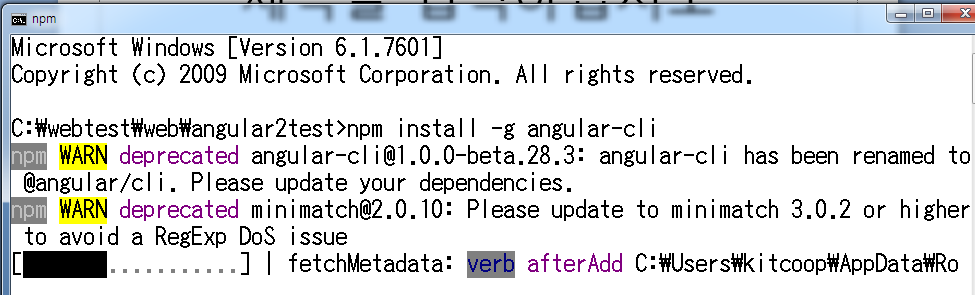 npm
Microsoft Windows [Version 6.1.7601]
Copyright (c) 2009 Microsoft Corporation. All rights reserved.
C:₩webtest₩web₩angular2test>npm install -g angular-cli
npm WARN deprecated angular-cli@1.0.0-beta.28.3: angular-cli has been renamed to
@angular/cli. Please update your dependencies.
npm WARN deprecated minimatch@2.0.10: Please update to minimatch 3.0.2 or higher
to avoid a RegExp DoS issue
[ ...........] | fetchMetadata: verb afterAdd C:₩Users₩kitcoop₩AppData₩Ro